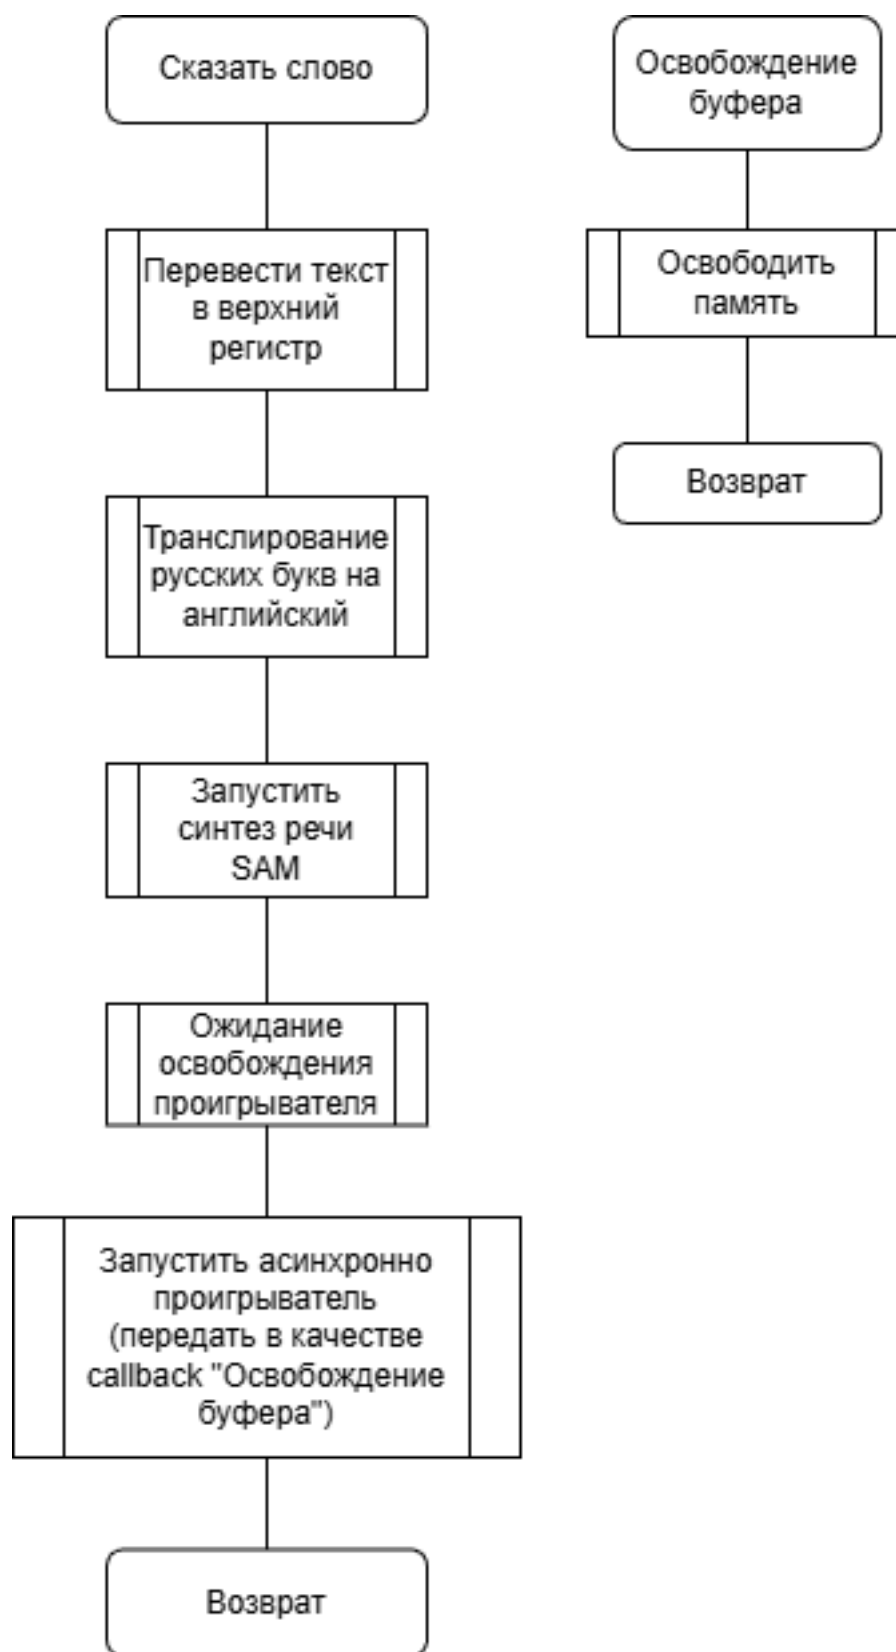 Сказать слово
Перевести текст
в верхний
регистр
Транслирование
русских букв на
английский
Запустить
синтез речи
SAM
Ожидание
освобождения
проигрывателя
Запустить асинхронно
проигрыватель
(передать в качестве
callback "Освобождение
буфера")
Возврат
Освобождение
буфера
Освободить
память
Возврат